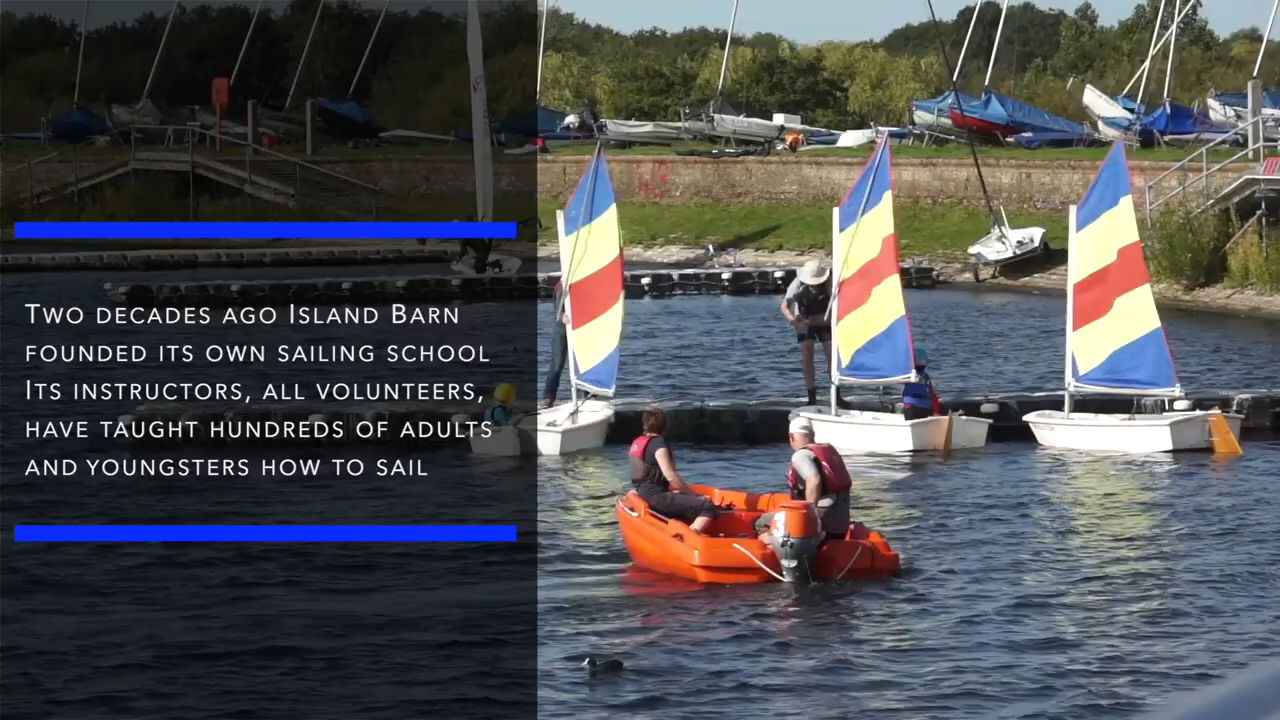 Two decades ago Island Barn
founded its own sailing school
Its instructors, all volunteers,
have taught hundreds of adults
and youngsters how to sail
3